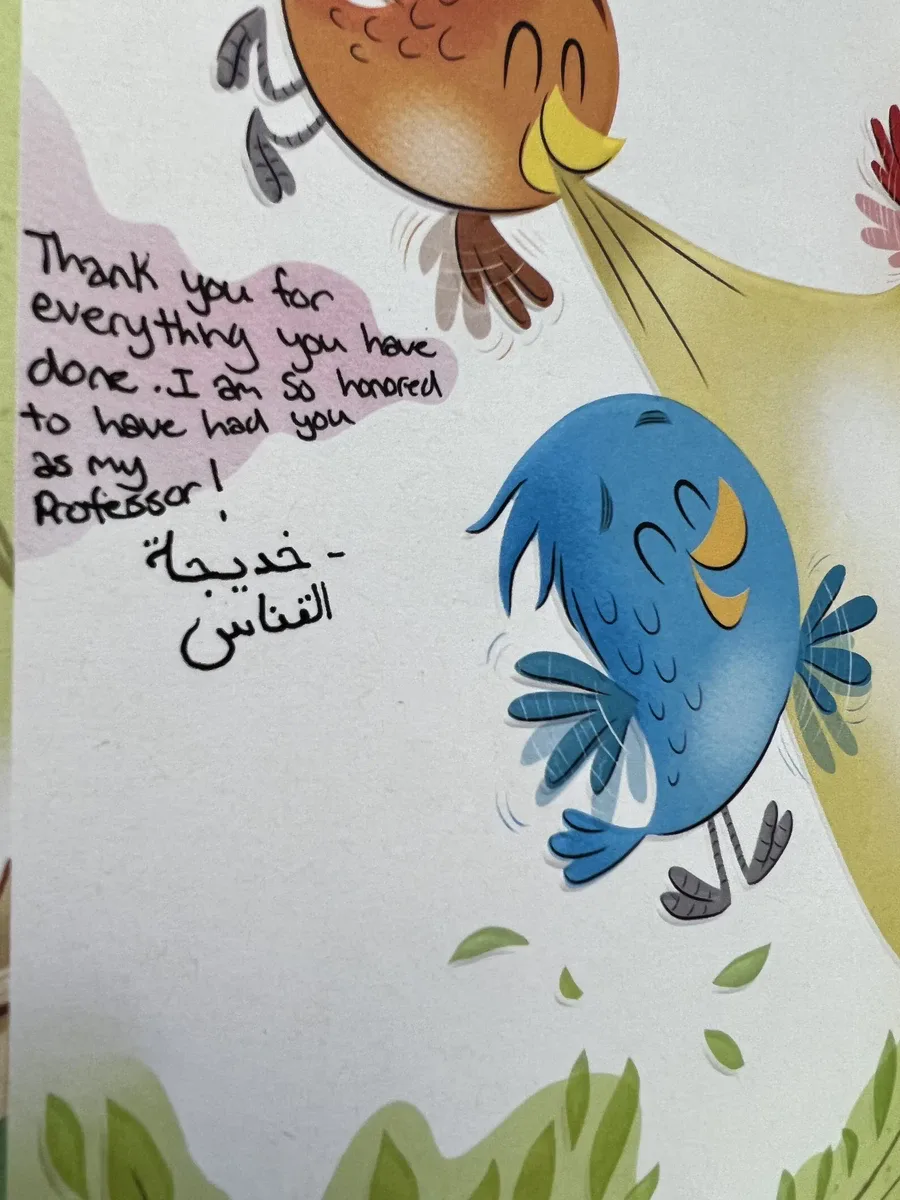 Thank you for
everything you have
done. I am so honored
to have had you
as my
Professor!
- خديجة
القناس